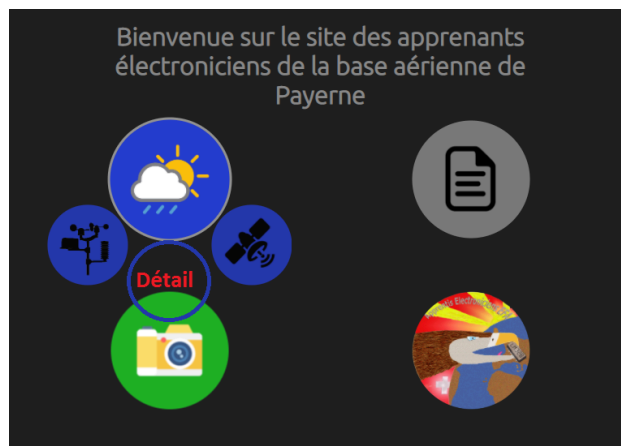 Bienvenue sur le site des apprenants
électroniciens de la base aérienne de
Payerne
Détail